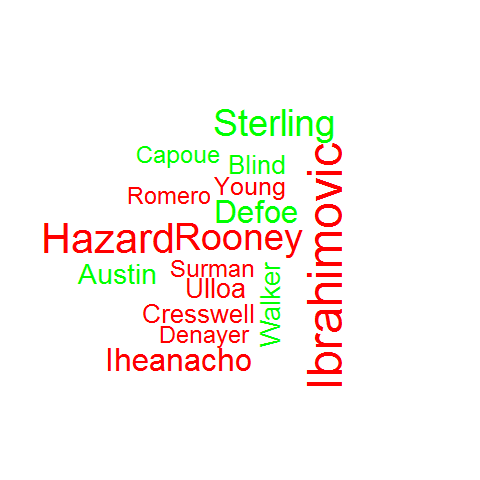 Sterling
Capoue
Blind
Romero
Young
Defoe
Hazard
Rooney
Ibrahimovic
Austin
Surman
Ulloa
Walker
Cresswell
Denayer
Iheanacho